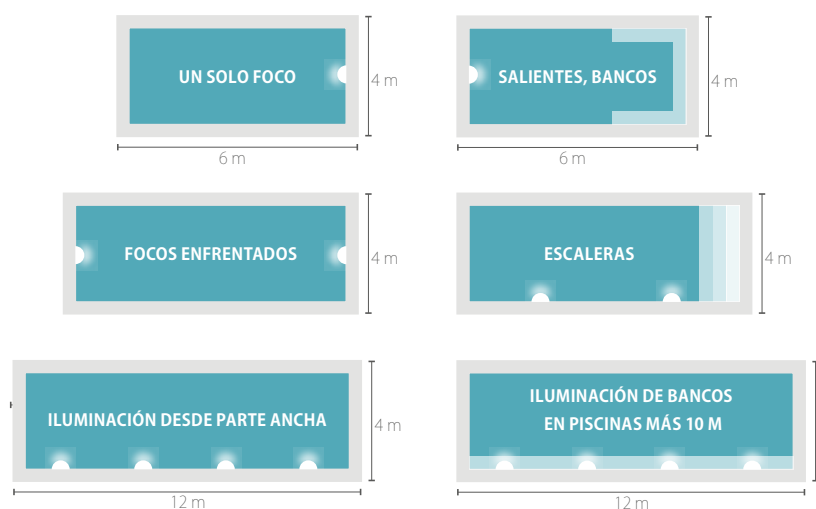 UN SOLO FOCO
4 m
6 m
SALIENTES, BANCOS
4 m
6 m
FOCOS ENFRENTADOS
4 m
ESCALERAS
4 m
ILUMINACIÓN DESDE PARTE ANCHA
4 m
12 m
ILUMINACIÓN DE BANCOS
EN PISCINAS MÁS 10 M
12 m